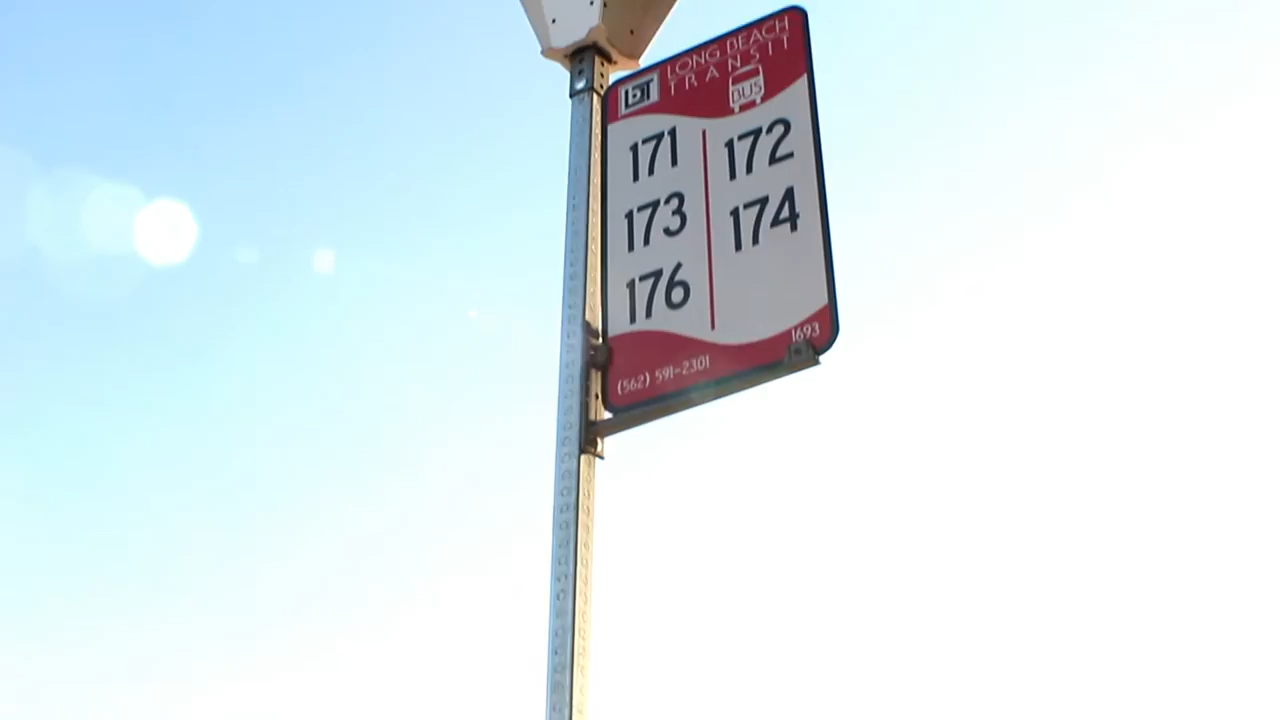 LBT
LONG BEACH
TRANSIT
BUS
171 172
173 174
176
1693
(562) 591-2301